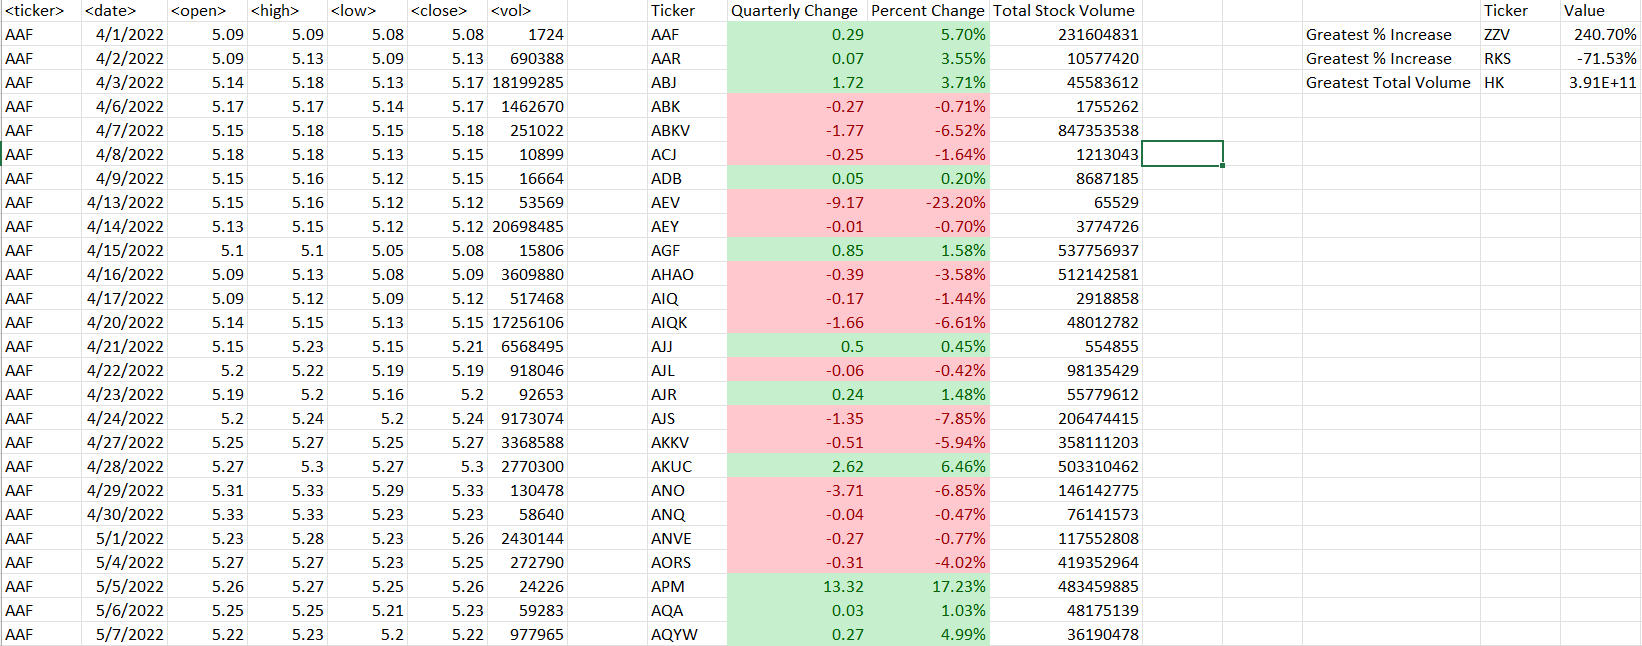 <ticker> <date> <open> <high> <low> <close> <vol> Ticker Quarterly Change Percent Change Total Stock Volume Ticker Value
AAF 4/1/2022 5.09 5.09 5.08 5.08 1724 AAF 0.29 5.70% 231604831 Greatest % Increase ZZV 240.70%
AAF 4/2/2022 5.09 5.13 5.09 5.13 690388 AAR 0.07 3.55% 10577420 Greatest % Increase RKS -71.53%
AAF 4/3/2022 5.14 5.18 5.13 5.17 18199285 ABJ 1.72 3.71% 45583612 Greatest Total Volume HK 3.91E+11
AAF 4/6/2022 5.17 5.17 5.14 5.17 1462670 ABK -0.27 -0.71% 1755262
AAF 4/7/2022 5.15 5.18 5.15 5.18 251022 ABKV -1.77 -6.52% 847353538
AAF 4/8/2022 5.18 5.18 5.13 5.15 10899 ACJ -0.25 -1.64% 1213043
AAF 4/9/2022 5.15 5.16 5.12 5.15 16664 ADB 0.05 0.20% 8687185
AAF 4/13/2022 5.15 5.16 5.12 5.12 53569 AEV -9.17 -23.20% 65529
AAF 4/14/2022 5.13 5.15 5.12 5.12 20698485 AEY -0.01 -0.70% 3774726
AAF 4/15/2022 5.1 5.1 5.05 5.08 15806 AGF 0.85 1.58% 537756937
AAF 4/16/2022 5.09 5.13 5.08 5.09 3609880 AHAO -0.39 -3.58% 512142581
AAF 4/17/2022 5.09 5.12 5.09 5.12 517468 AIQ -0.17 -1.44% 2918858
AAF 4/20/2022 5.14 5.15 5.13 5.15 17256106 AIQK -1.66 -6.61% 48012782
AAF 4/21/2022 5.15 5.23 5.15 5.21 6568495 AJJ 0.5 0.45% 554855
AAF 4/22/2022 5.2 5.22 5.19 5.19 918046 AJL -0.06 -0.42% 98135429
AAF 4/23/2022 5.19 5.2 5.16 5.2 92653 AJR 0.24 1.48% 55779612
AAF 4/24/2022 5.2 5.24 5.2 5.24 9173074 AJS -1.35 -7.85% 206474415
AAF 4/27/2022 5.25 5.27 5.25 5.27 3368588 AKKV -0.51 -5.94% 358111203
AAF 4/28/2022 5.27 5.3 5.27 5.3 2770300 AKUC 2.62 6.46% 503310462
AAF 4/29/2022 5.31 5.33 5.29 5.33 130478 ANO -3.71 -6.85% 146142775
AAF 4/30/2022 5.33 5.33 5.23 5.23 58640 ANQ -0.04 -0.47% 76141573
AAF 5/1/2022 5.23 5.28 5.23 5.26 2430144 ANVE -0.27 -0.77% 117552808
AAF 5/4/2022 5.27 5.27 5.23 5.25 272790 AORS -0.31 -4.02% 419352964
AAF 5/5/2022 5.26 5.27 5.25 5.26 24226 APM 13.32 17.23% 483459885
AAF 5/6/2022 5.25 5.25 5.21 5.23 59283 AQA 0.03 1.03% 48175139
AAF 5/7/2022 5.22 5.23 5.2 5.22 977965 AQYW 0.27 4.99% 36190478